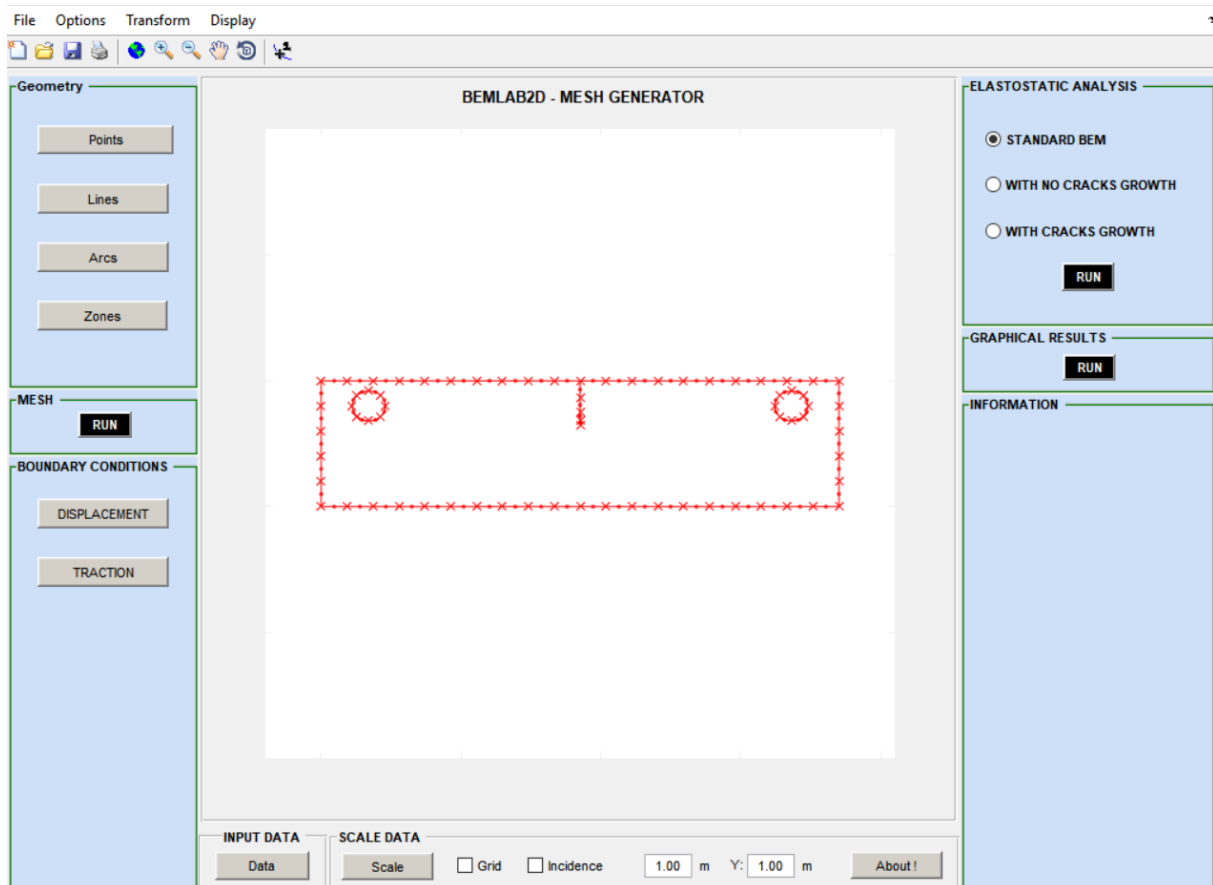 File Options Transform Display
Geometry
Points
Lines
Arcs
Zones
MESH
RUN
BOUNDARY CONDITIONS
DISPLACEMENT
TRACTION
BEMLAB2D - MESH GENERATOR
INPUT DATA
Data
SCALE DATA
Scale Grid Incidence 1.00 m Y: 1.00 m About !
ELASTOSTATIC ANALYSIS
STANDARD BEM
WITH NO CRACKS GROWTH
WITH CRACKS GROWTH
RUN
GRAPHICAL RESULTS
RUN
INFORMATION